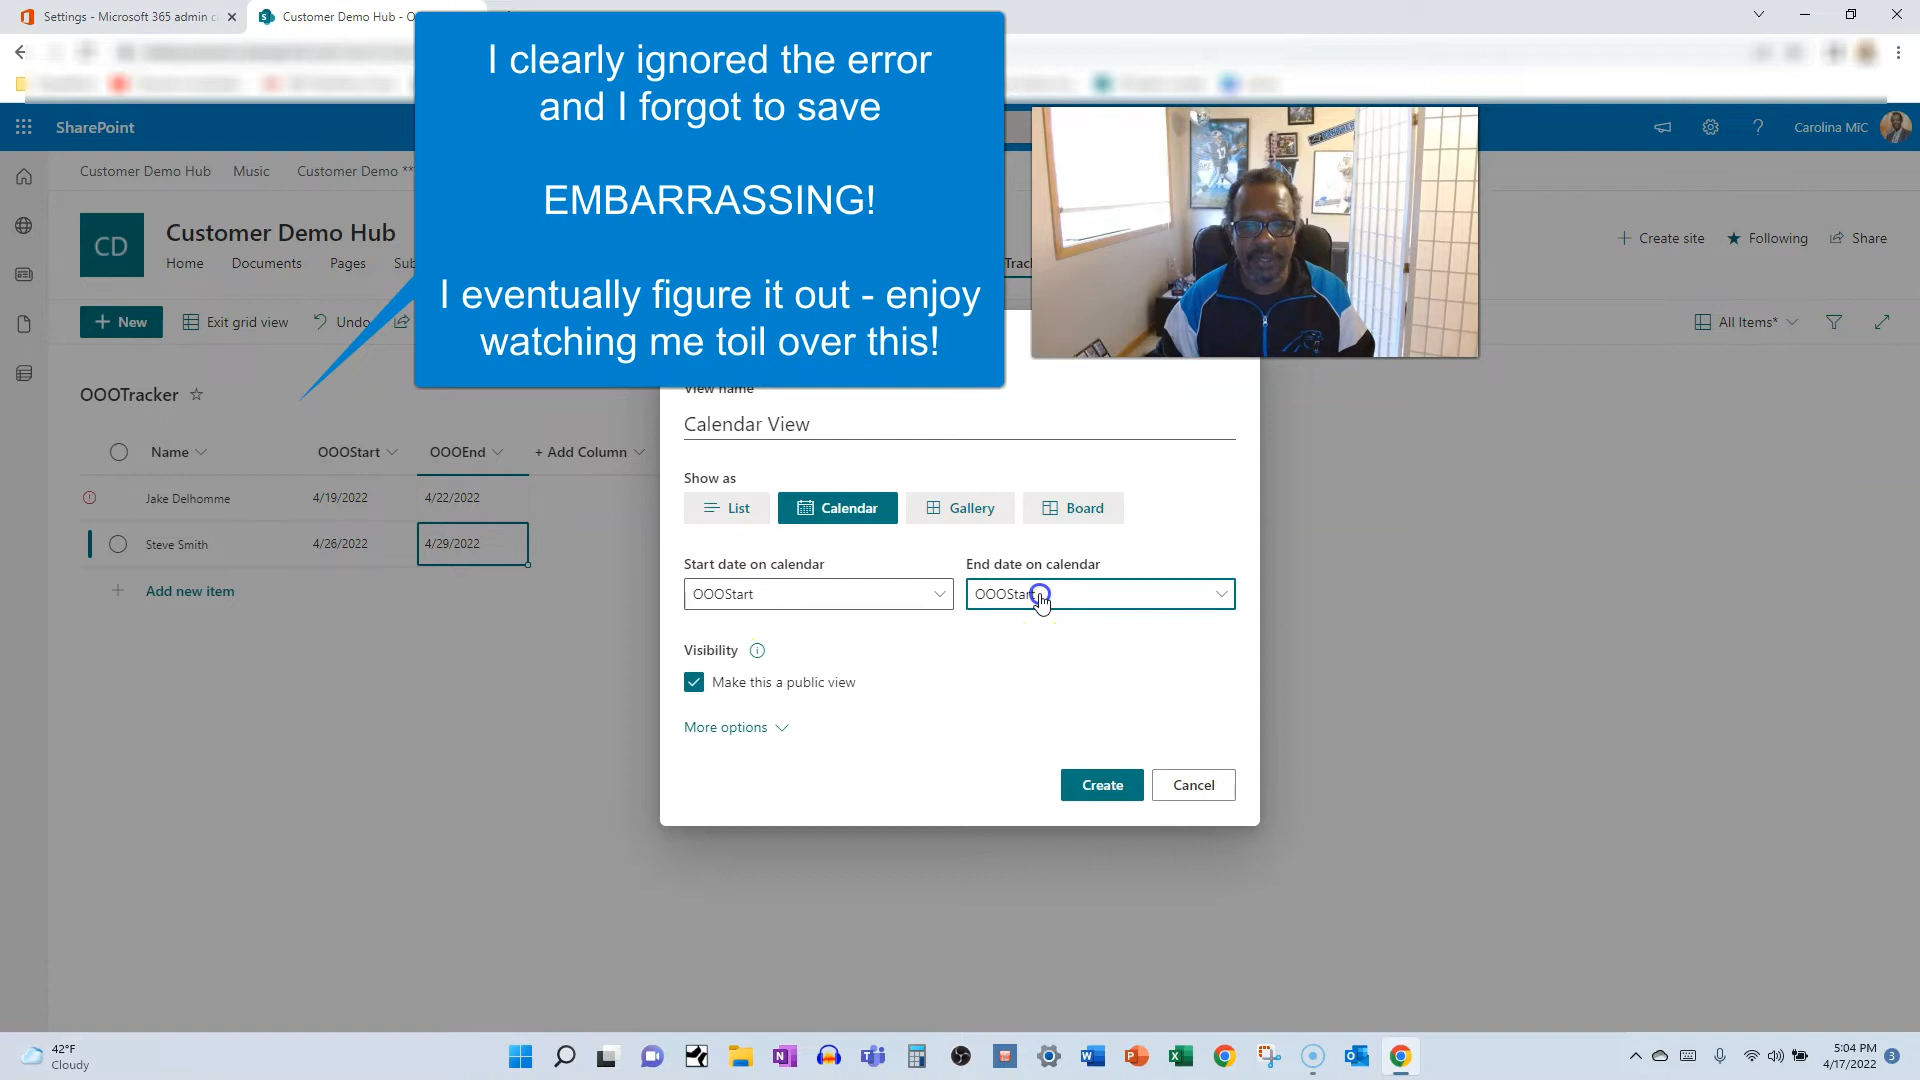 Settings - Microsoft 365 admin c
Customer Demo Hub - O
I clearly ignored the error
and I forgot to save
EMBARRASSING!
I eventually figure it out - enjoy
watching me toil over this!
SharePoint
Carolina MiC
Customer Demo Hub
Music
Customer Demo **
CD
Customer Demo Hub
Home
Documents
Pages
Sub
Track
Create site
Following
Share
New
Exit grid view
Undo
All Items*
OOOTracker
Name
OOOStart
OOOEnd
+ Add Column
Jake Delhomme
4/19/2022
4/22/2022
Steve Smith
4/26/2022
4/29/2022
Add new item
View name
Calendar View
Show as
List
Calendar
Gallery
Board
Start date on calendar
End date on calendar
OOOStart
OOOStart
Visibility
Make this a public view
More options
Create
Cancel
42°F
Cloudy
5:04 PM
4/17/2022
3